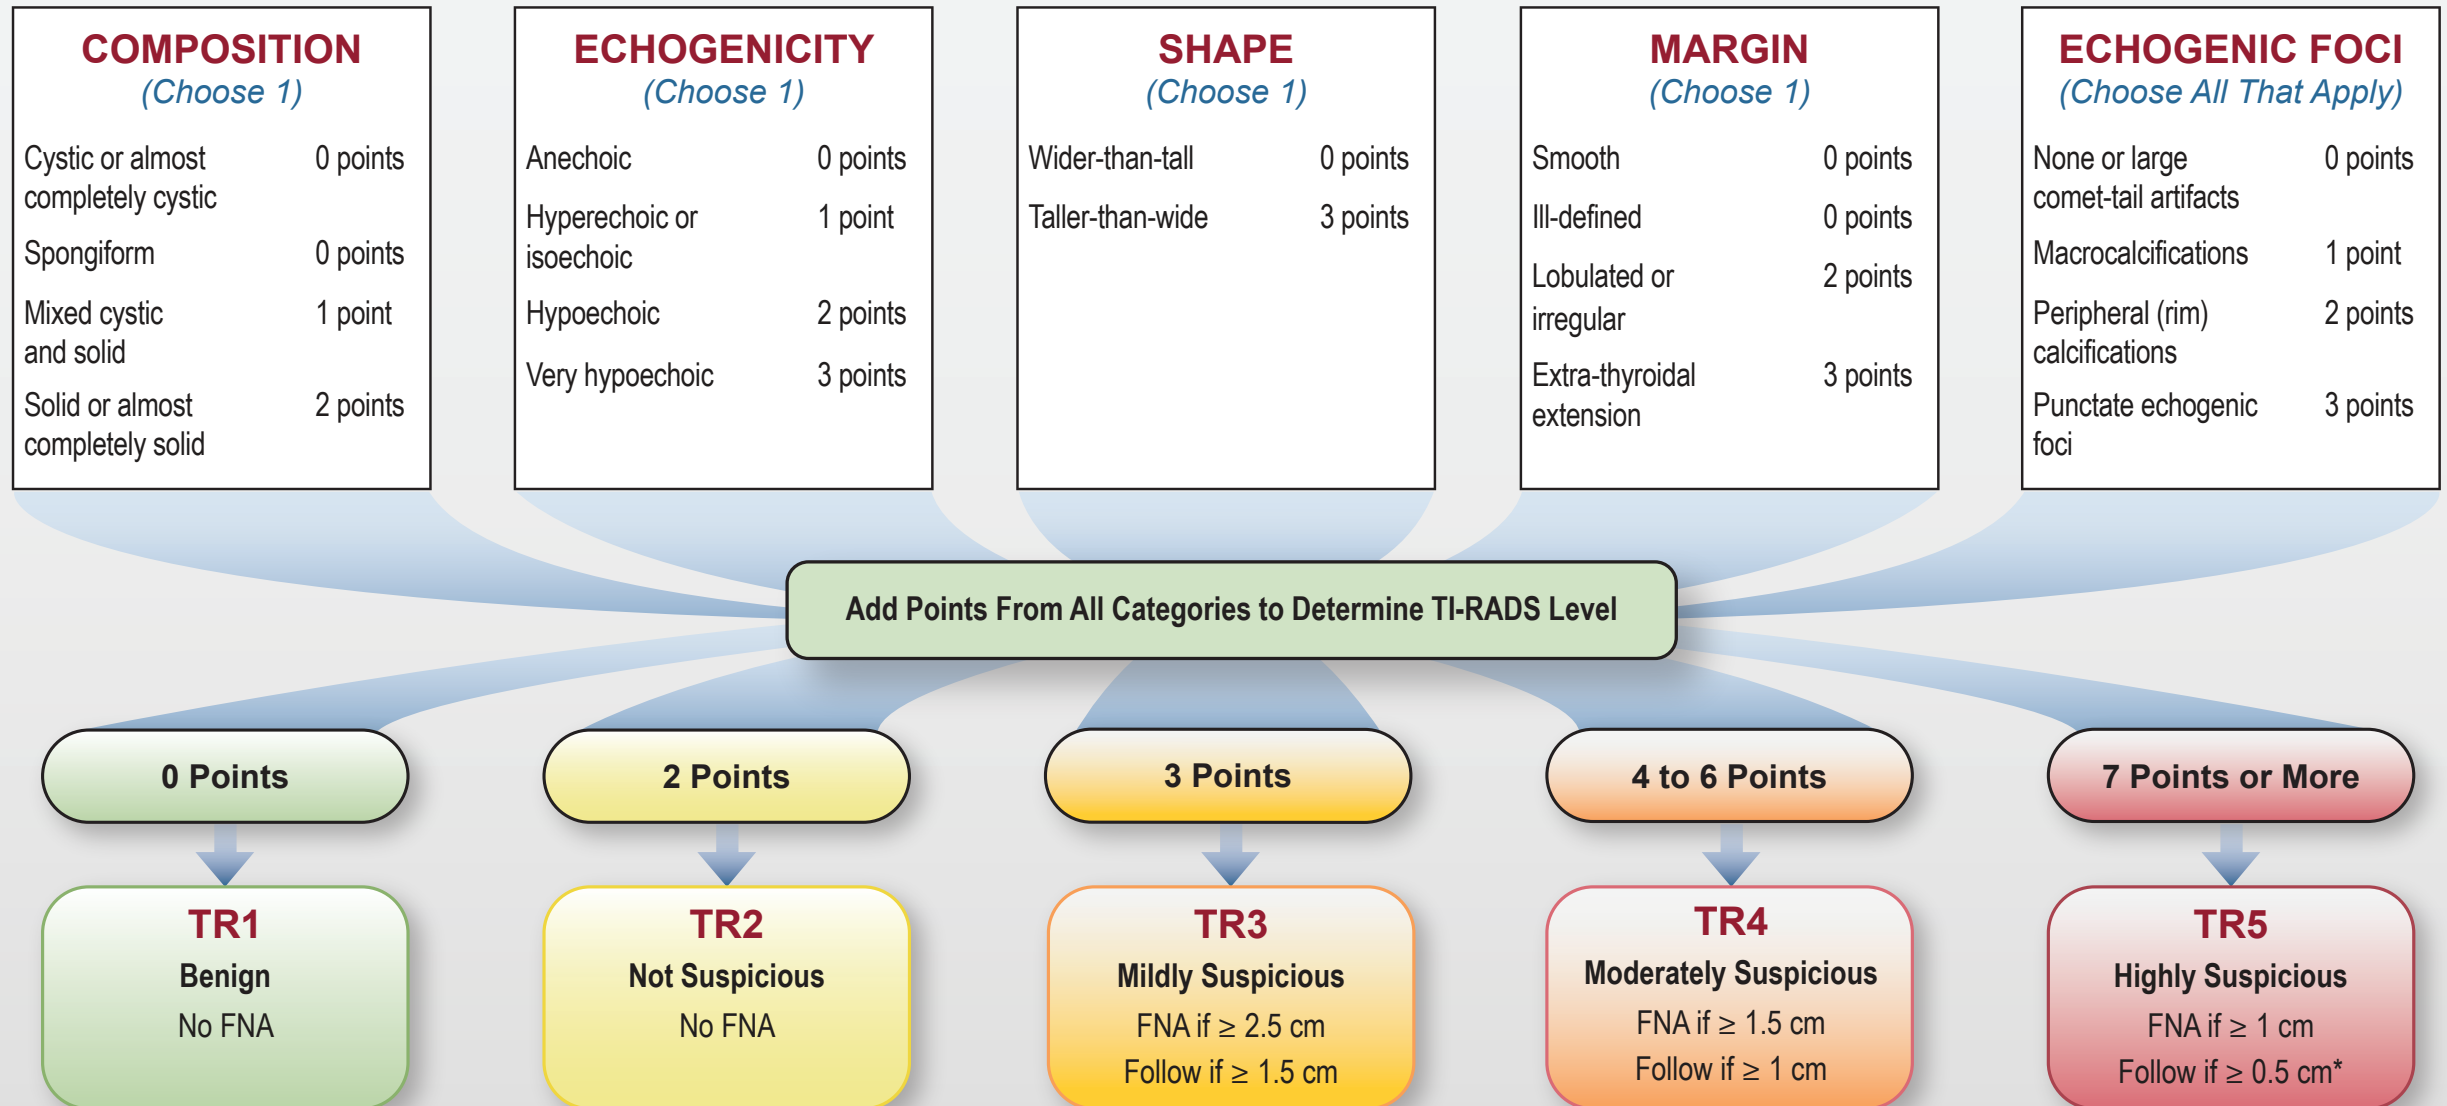 COMPOSITION
(Choose 1)
Cystic or almost 0 points
completely cystic
Spongiform 0 points
Mixed cystic 1 point
and solid
Solid or almost 2 points
completely solid
ECHOGENICITY
(Choose 1)
Anechoic 0 points
Hyperechoic or 1 point
isoechoic
Hypoechoic 2 points
Very hypoechoic 3 points
SHAPE
(Choose 1)
Wider-than-tall 0 points
Taller-than-wide 3 points
MARGIN
(Choose 1)
Smooth 0 points
Ill-defined 0 points
Lobulated or 2 points
irregular
Extra-thyroidal 3 points
extension
ECHOGENIC FOCI
(Choose All That Apply)
None or large 0 points
comet-tail artifacts
Macrocalcifications 1 point
Peripheral (rim) 2 points
calcifications
Punctate echogenic 3 points
foci
Add Points From All Categories to Determine TI-RADS Level
0 Points
2 Points
3 Points
4 to 6 Points
7 Points or More
TR1
Benign
No FNA
TR2
Not Suspicious
No FNA
TR3
Mildly Suspicious
FNA if ≥ 2.5 cm
Follow if ≥ 1.5 cm
TR4
Moderately Suspicious
FNA if ≥ 1.5 cm
Follow if ≥ 1 cm
TR5
Highly Suspicious
FNA if ≥ 1 cm
Follow if ≥ 0.5 cm*